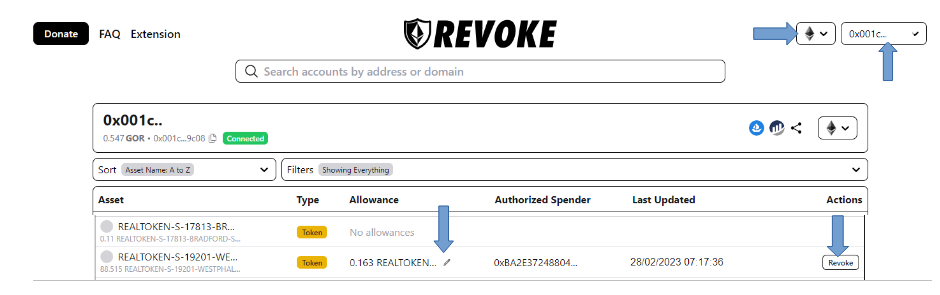 Donate FAQ Extension REVOKE 0x001c...
Search accounts by address or domain
0x001c..
0.547 GOR • 0x001c...9c08 Connected
Sort Asset Name: A to Z Filters Showing Everything
Asset Type Allowance Authorized Spender Last Updated Actions
REALTOKEN-S-17813-BR... Token No allowances
0.11 REALTOKEN-S-17813-BRADFORD-S...
REALTOKEN-S-19201-WE... Token 0.163 REALTOKEN... 0xBA2E37248804... 28/02/2023 07:17:36 Revoke
88.515 REALTOKEN-S-19201-WESTPHAL...